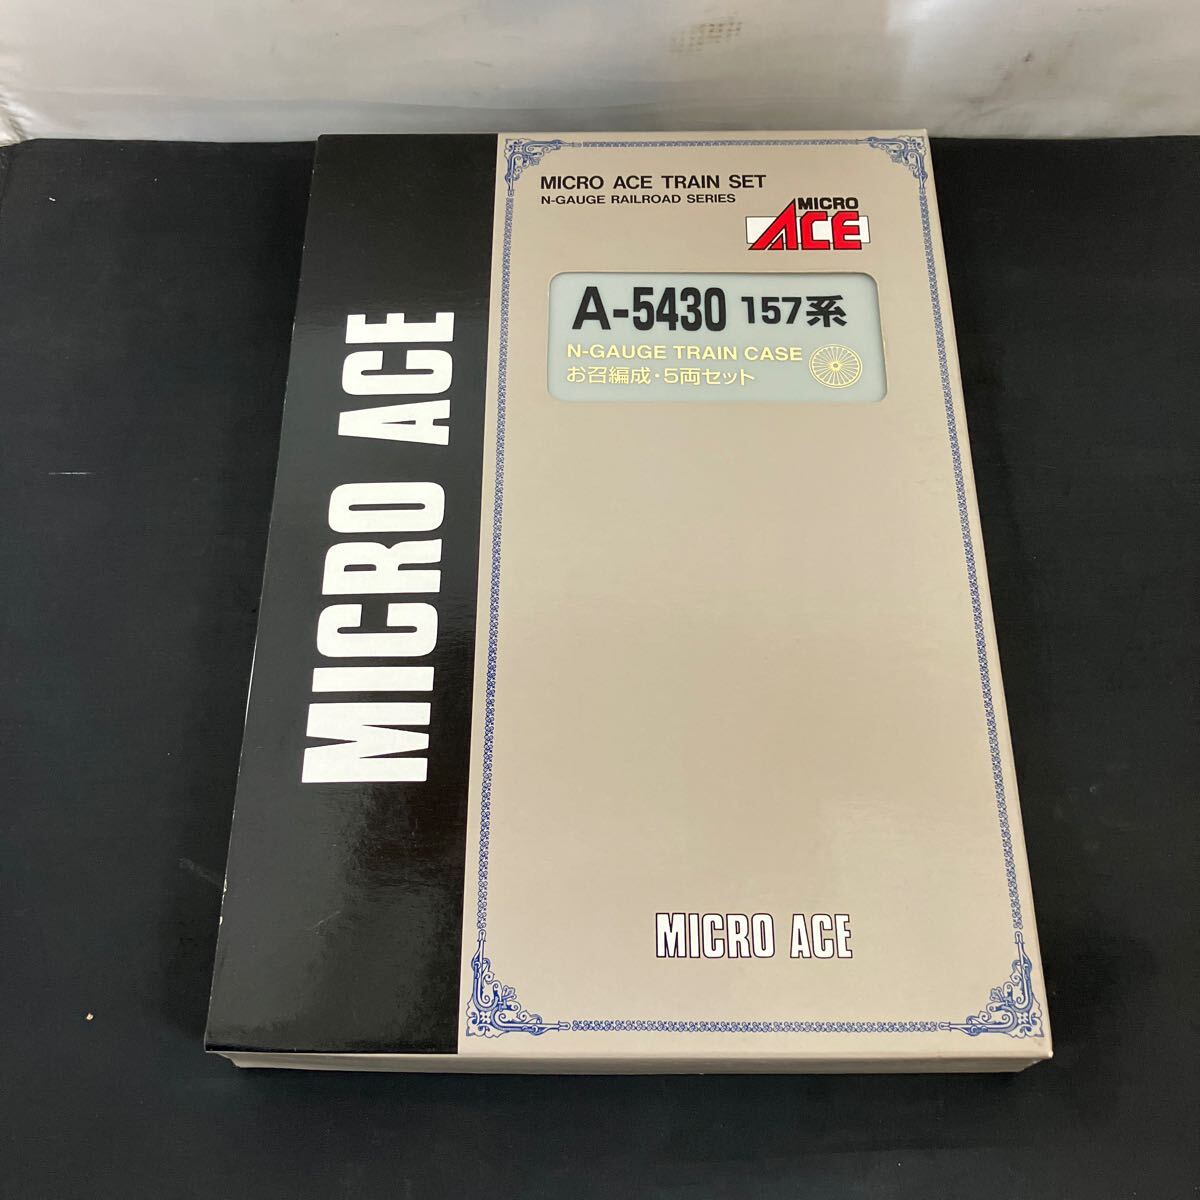 MICRO ACE
MICRO ACE TRAIN SET
N-GAUGE RAILROAD SERIES
MICRO
ACE
A-5430 157系
N-GAUGE TRAIN CASE
お召編成・5両セット
MICRO ACE